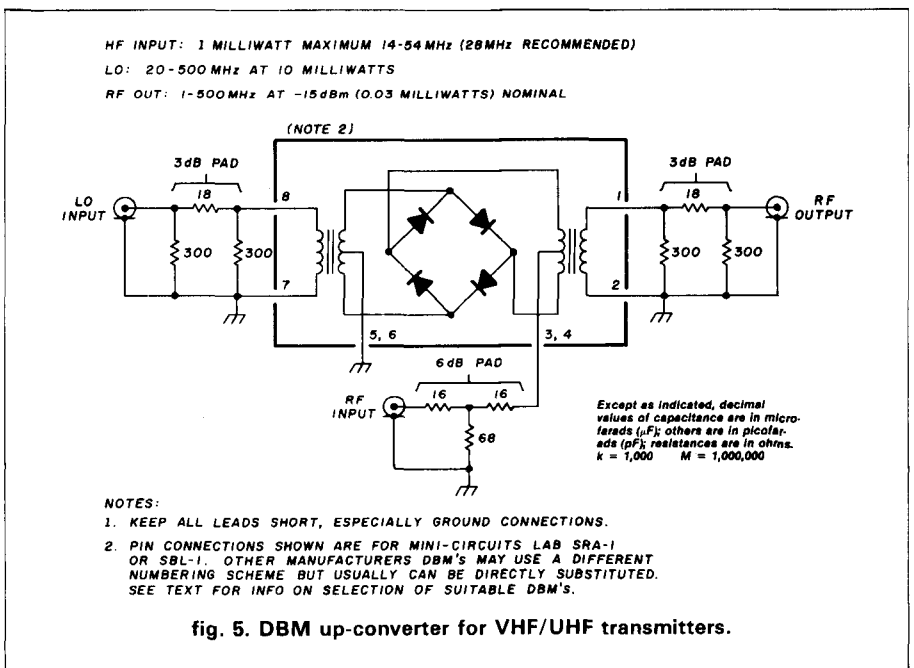 HF INPUT: 1 MILLIWATT MAXIMUM 14-54MHz (28MHz RECOMMENDED)
LO: 20-500MHz AT 10 MILLIWATTS
RF OUT: 1-500MHz AT -15dBm (0.03 MILLIWATTS) NOMINAL
(NOTE 2)
3dB PAD
18
LO
INPUT
300
300
8
7
5, 6
3, 4
1
2
3dB PAD
18
RF
OUTPUT
300
300
6dB PAD
16
16
RF
INPUT
68
Except as indicated, decimal
values of capacitance are in micro-
farads (μF); others are in picofar-
ads (pF); resistances are in ohms.
k = 1,000 M = 1,000,000
NOTES:
1. KEEP ALL LEADS SHORT, ESPECIALLY GROUND CONNECTIONS.
2. PIN CONNECTIONS SHOWN ARE FOR MINI-CIRCUITS LAB SRA-1
OR SBL-1. OTHER MANUFACTURERS DBM's MAY USE A DIFFERENT
NUMBERING SCHEME BUT USUALLY CAN BE DIRECTLY SUBSTITUTED.
SEE TEXT FOR INFO ON SELECTION OF SUITABLE DBM's.
fig. 5. DBM up-converter for VHF/UHF transmitters.